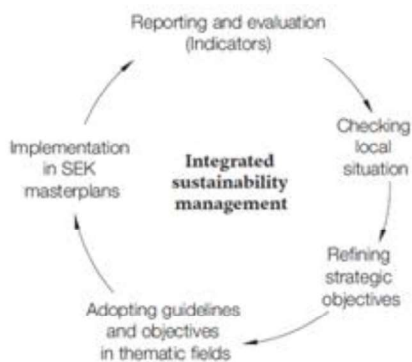 Reporting and evaluation
(Indicators)
Checking
local
situation
Refining
strategic
objectives
Adopting guidelines
and objectives
in thematic fields
Implementation
in SEK
masterplans
Integrated
sustainability
management